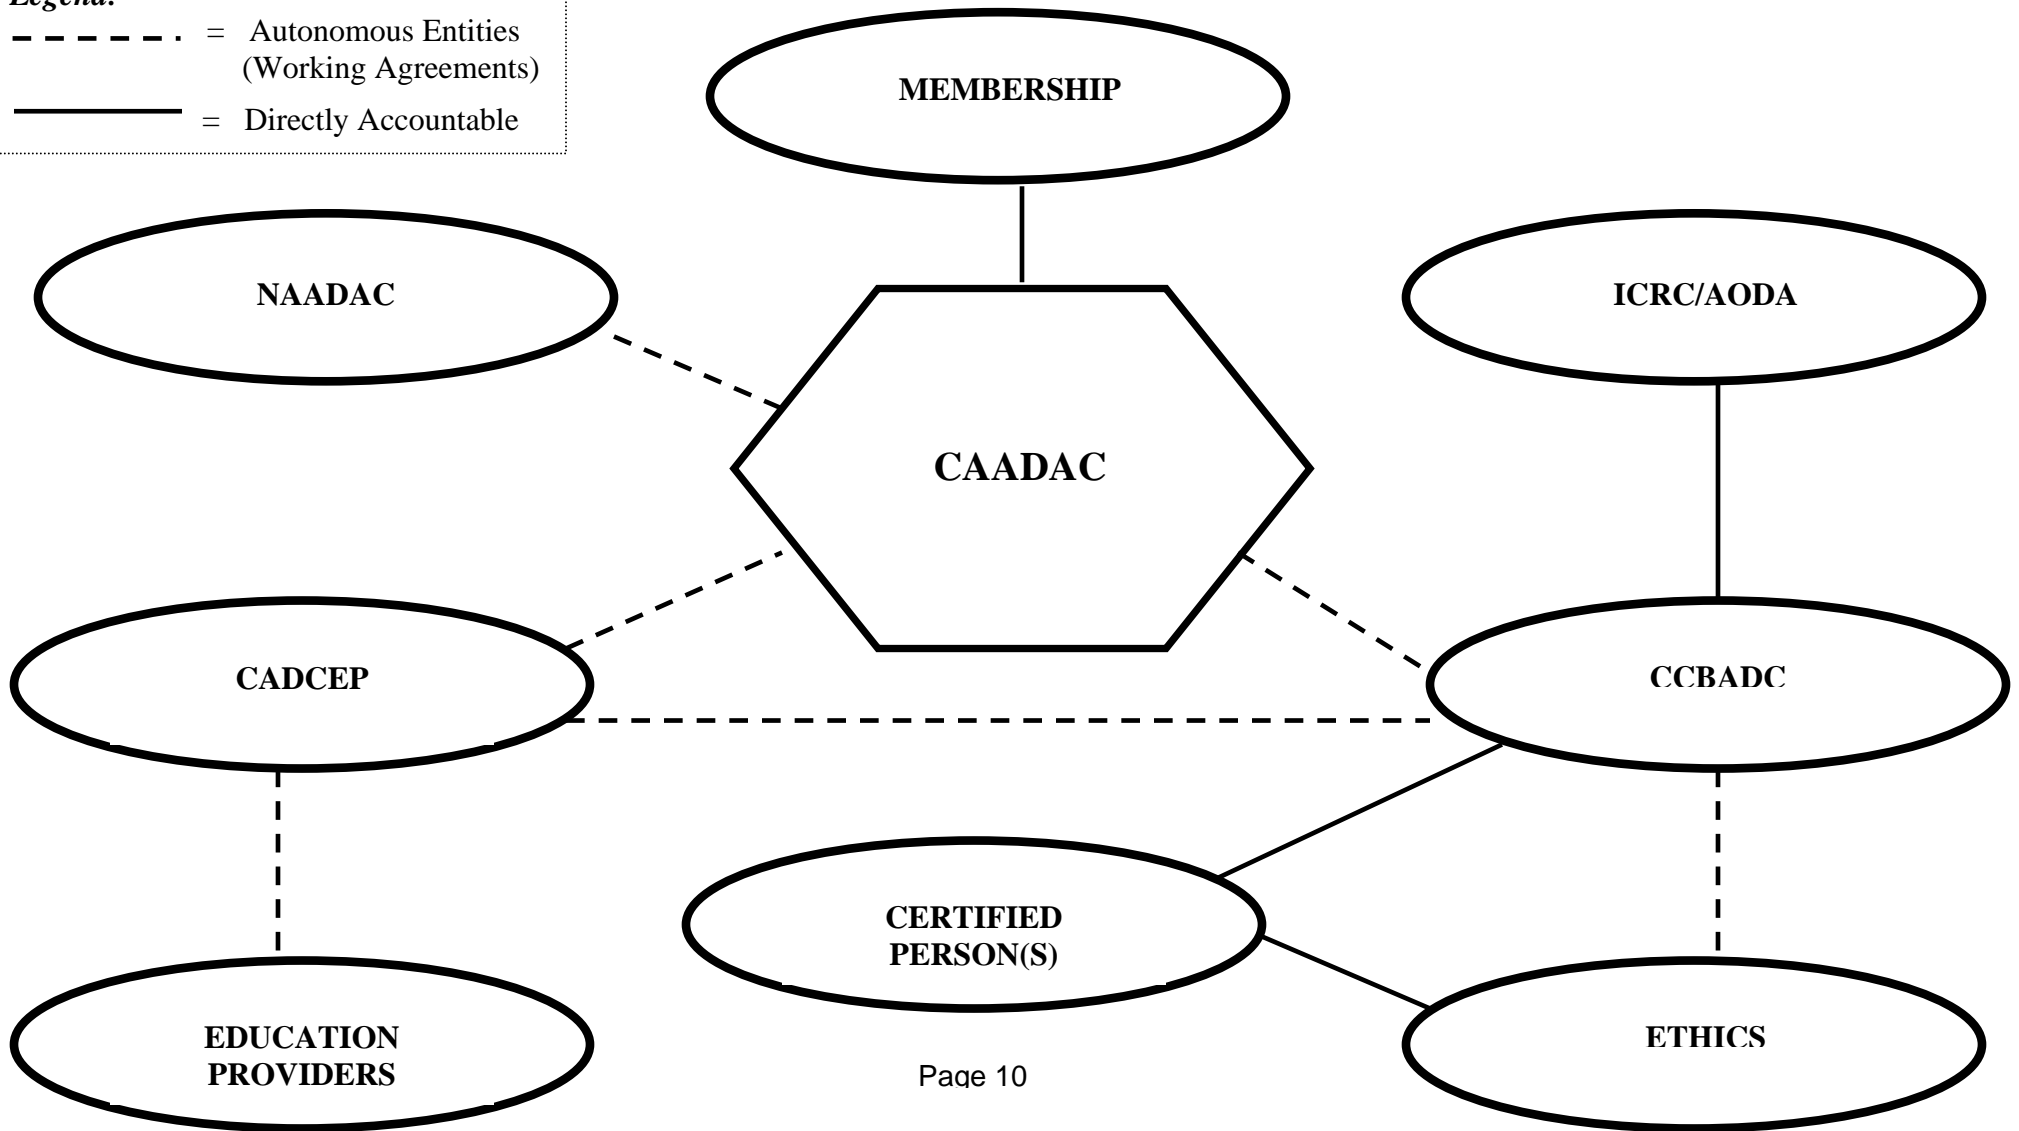 Legend:
= Autonomous Entities
(Working Agreements)
= Directly Accountable
MEMBERSHIP
NAADAC
ICRC/AODA
CAADAC
CADCEP
CCBADC
CERTIFIED
PERSON(S)
EDUCATION
PROVIDERS
ETHICS
Page 10